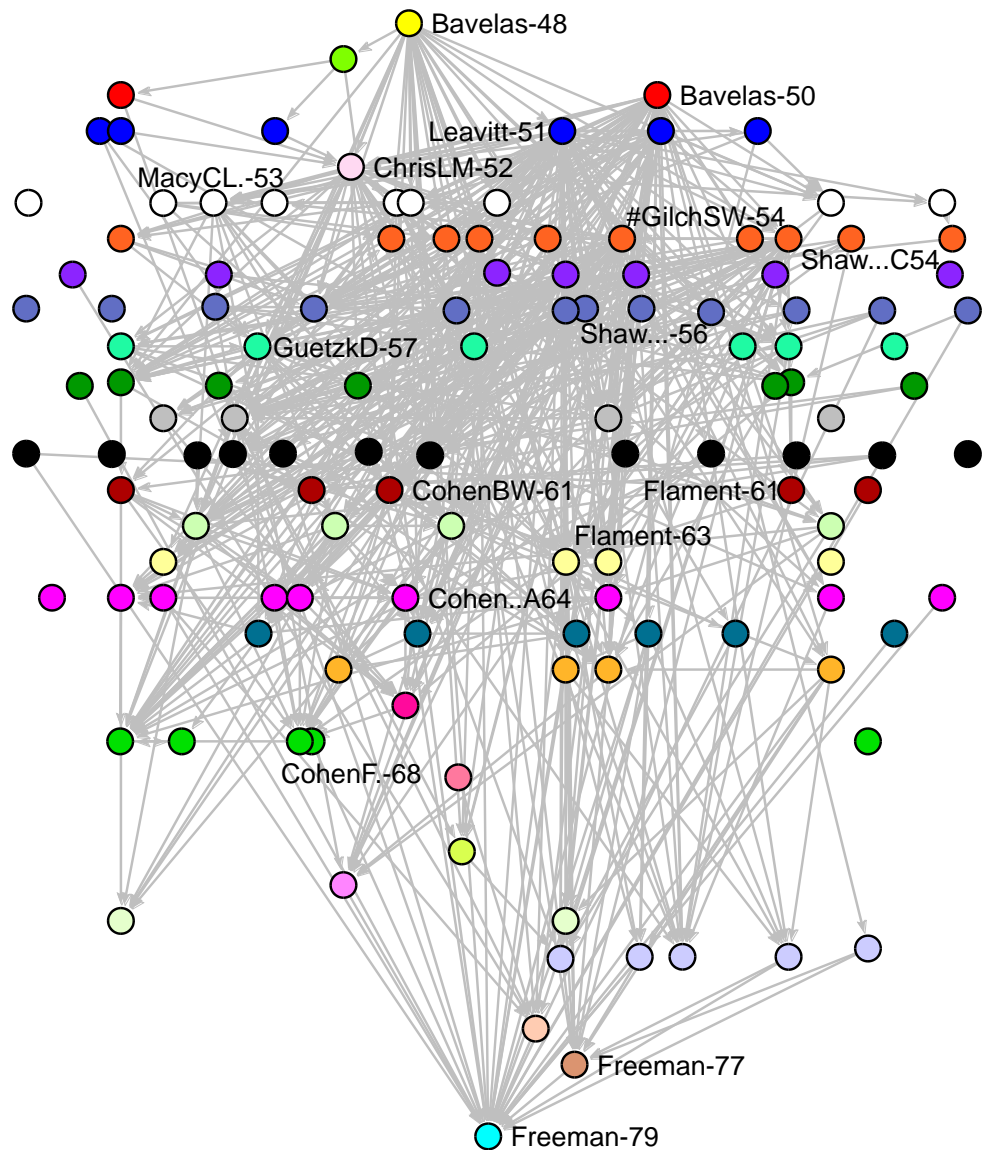 Bavelas-48
Bavelas-50
Leavitt-51
ChrisLM-52
MacyCL.-53
#GilchSW-54
Shaw...C54
Shaw...-56
GuetzkD-57
CohenBW-61
Flament-61
Flament-63
Cohen..A64
CohenF.-68
Freeman-77
Freeman-79